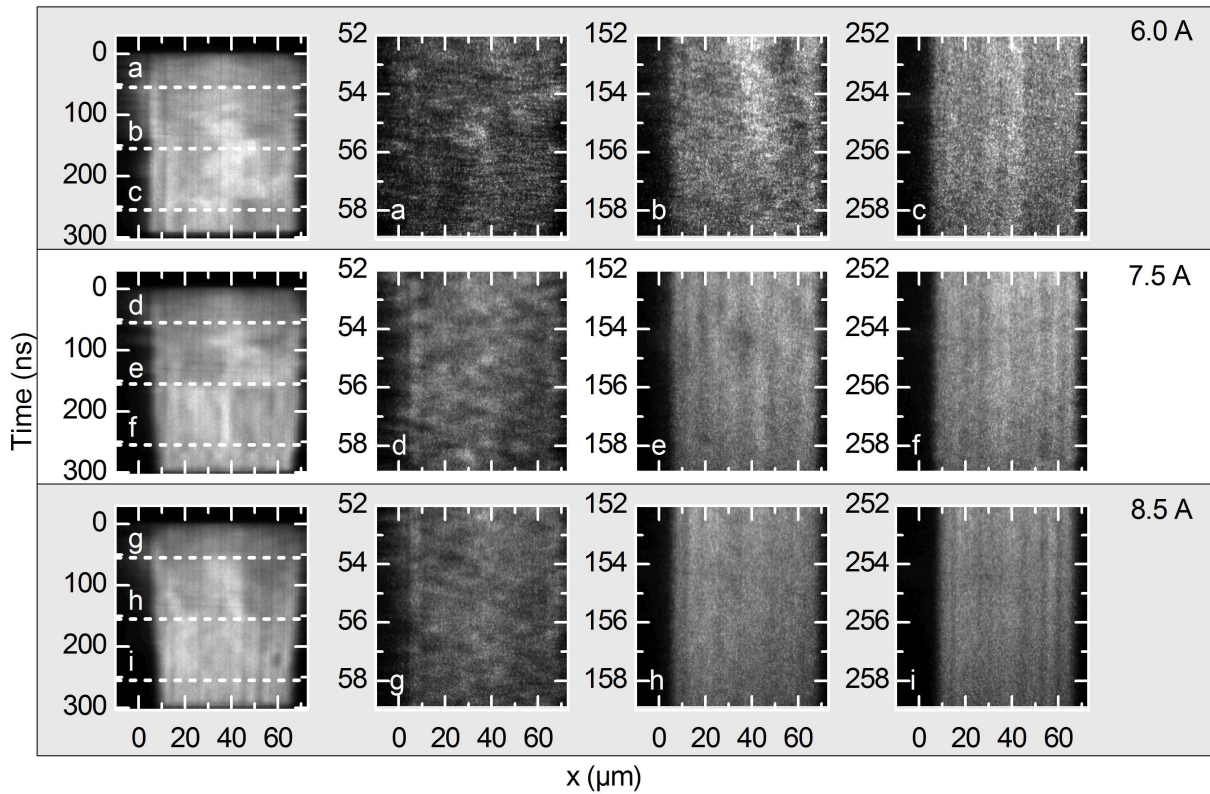 0 52 152 252 6.0 A
a
54 154 254
100
b
56 156 256
200
c
58 158 258
a b c
300
0 52 152 252 7.5 A
d
54 154 254
100
e
56 156 256
200
f
58 158 258
d e f
300
0 52 152 252 8.5 A
g
54 154 254
100
h
56 156 256
200
i
58 158 258
g h i
300
0 20 40 60 0 20 40 60 0 20 40 60 0 20 40 60
Time (ns)
x (µm)